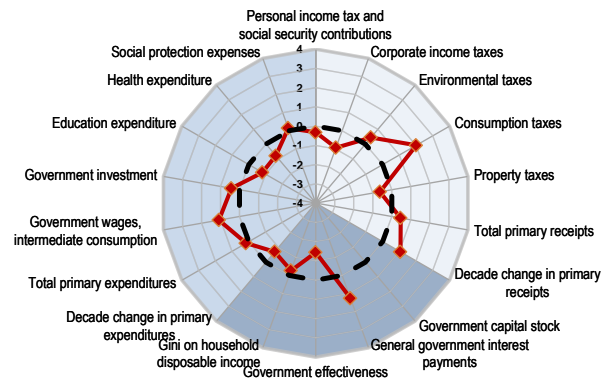 Personal income tax and
social security contributions
Corporate income taxes
Environmental taxes
Consumption taxes
Property taxes
Total primary receipts
Decade change in primary
receipts
Government capital stock
General government interest
payments
Government effectiveness
Gini on household
disposable income
Decade change in primary
expenditures
Total primary expenditures
Government wages,
intermediate consumption
Government investment
Education expenditure
Health expenditure
Social protection expenses
4
3
2
1
0
-1
-2
-3
-4